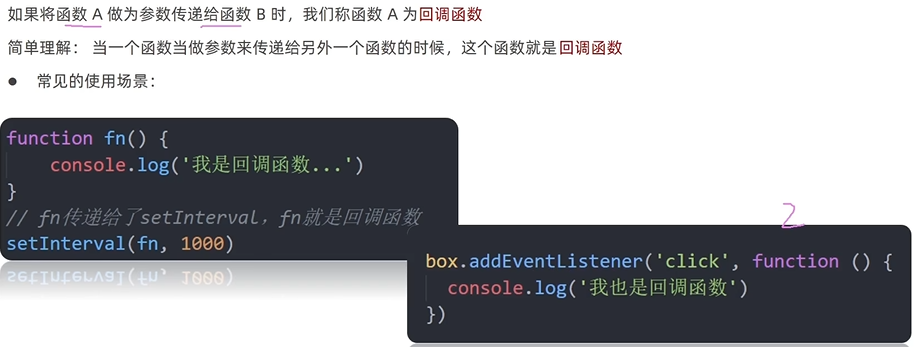 如果将函数 A 做为参数传递给函数 B 时，我们称函数 A 为回调函数
简单理解： 当一个函数当做参数来传递给另外一个函数的时候，这个函数就是 回调函数
● 常见的使用场景：
function fn() {
    console.log('我是回调函数...')
}
// fn传递给了setInterval，fn就是回调函数
setInterval(fn, 1000)
2
box.addEventListener('click', function () {
  console.log('我也是回调函数')
})